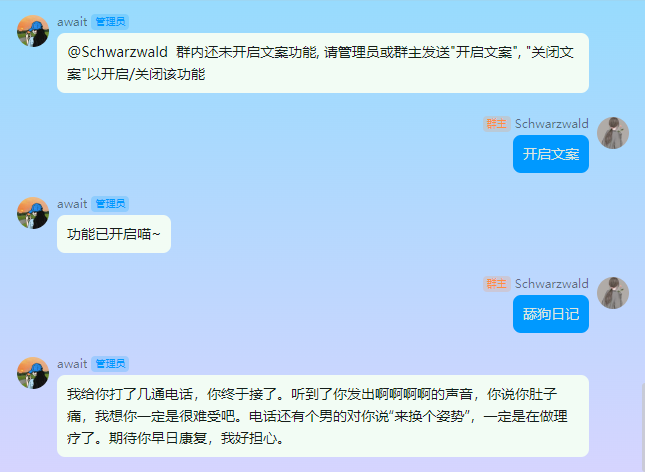 await 管理员
@Schwarzwald 群内还未开启文案功能, 请管理员或群主发送"开启文案", "关闭文
案"以开启/关闭该功能
群主 Schwarzwald
开启文案
await 管理员
功能已开启喵~
群主 Schwarzwald
舔狗日记
await 管理员
我给你打了几通电话，你终于接了。听到了你发出啊啊啊啊的声音，你说你肚子
痛，我想你一定是很难受吧。电话还有个男的对你说“来换个姿势”，一定是在做理
疗了。期待你早日康复，我好担心。